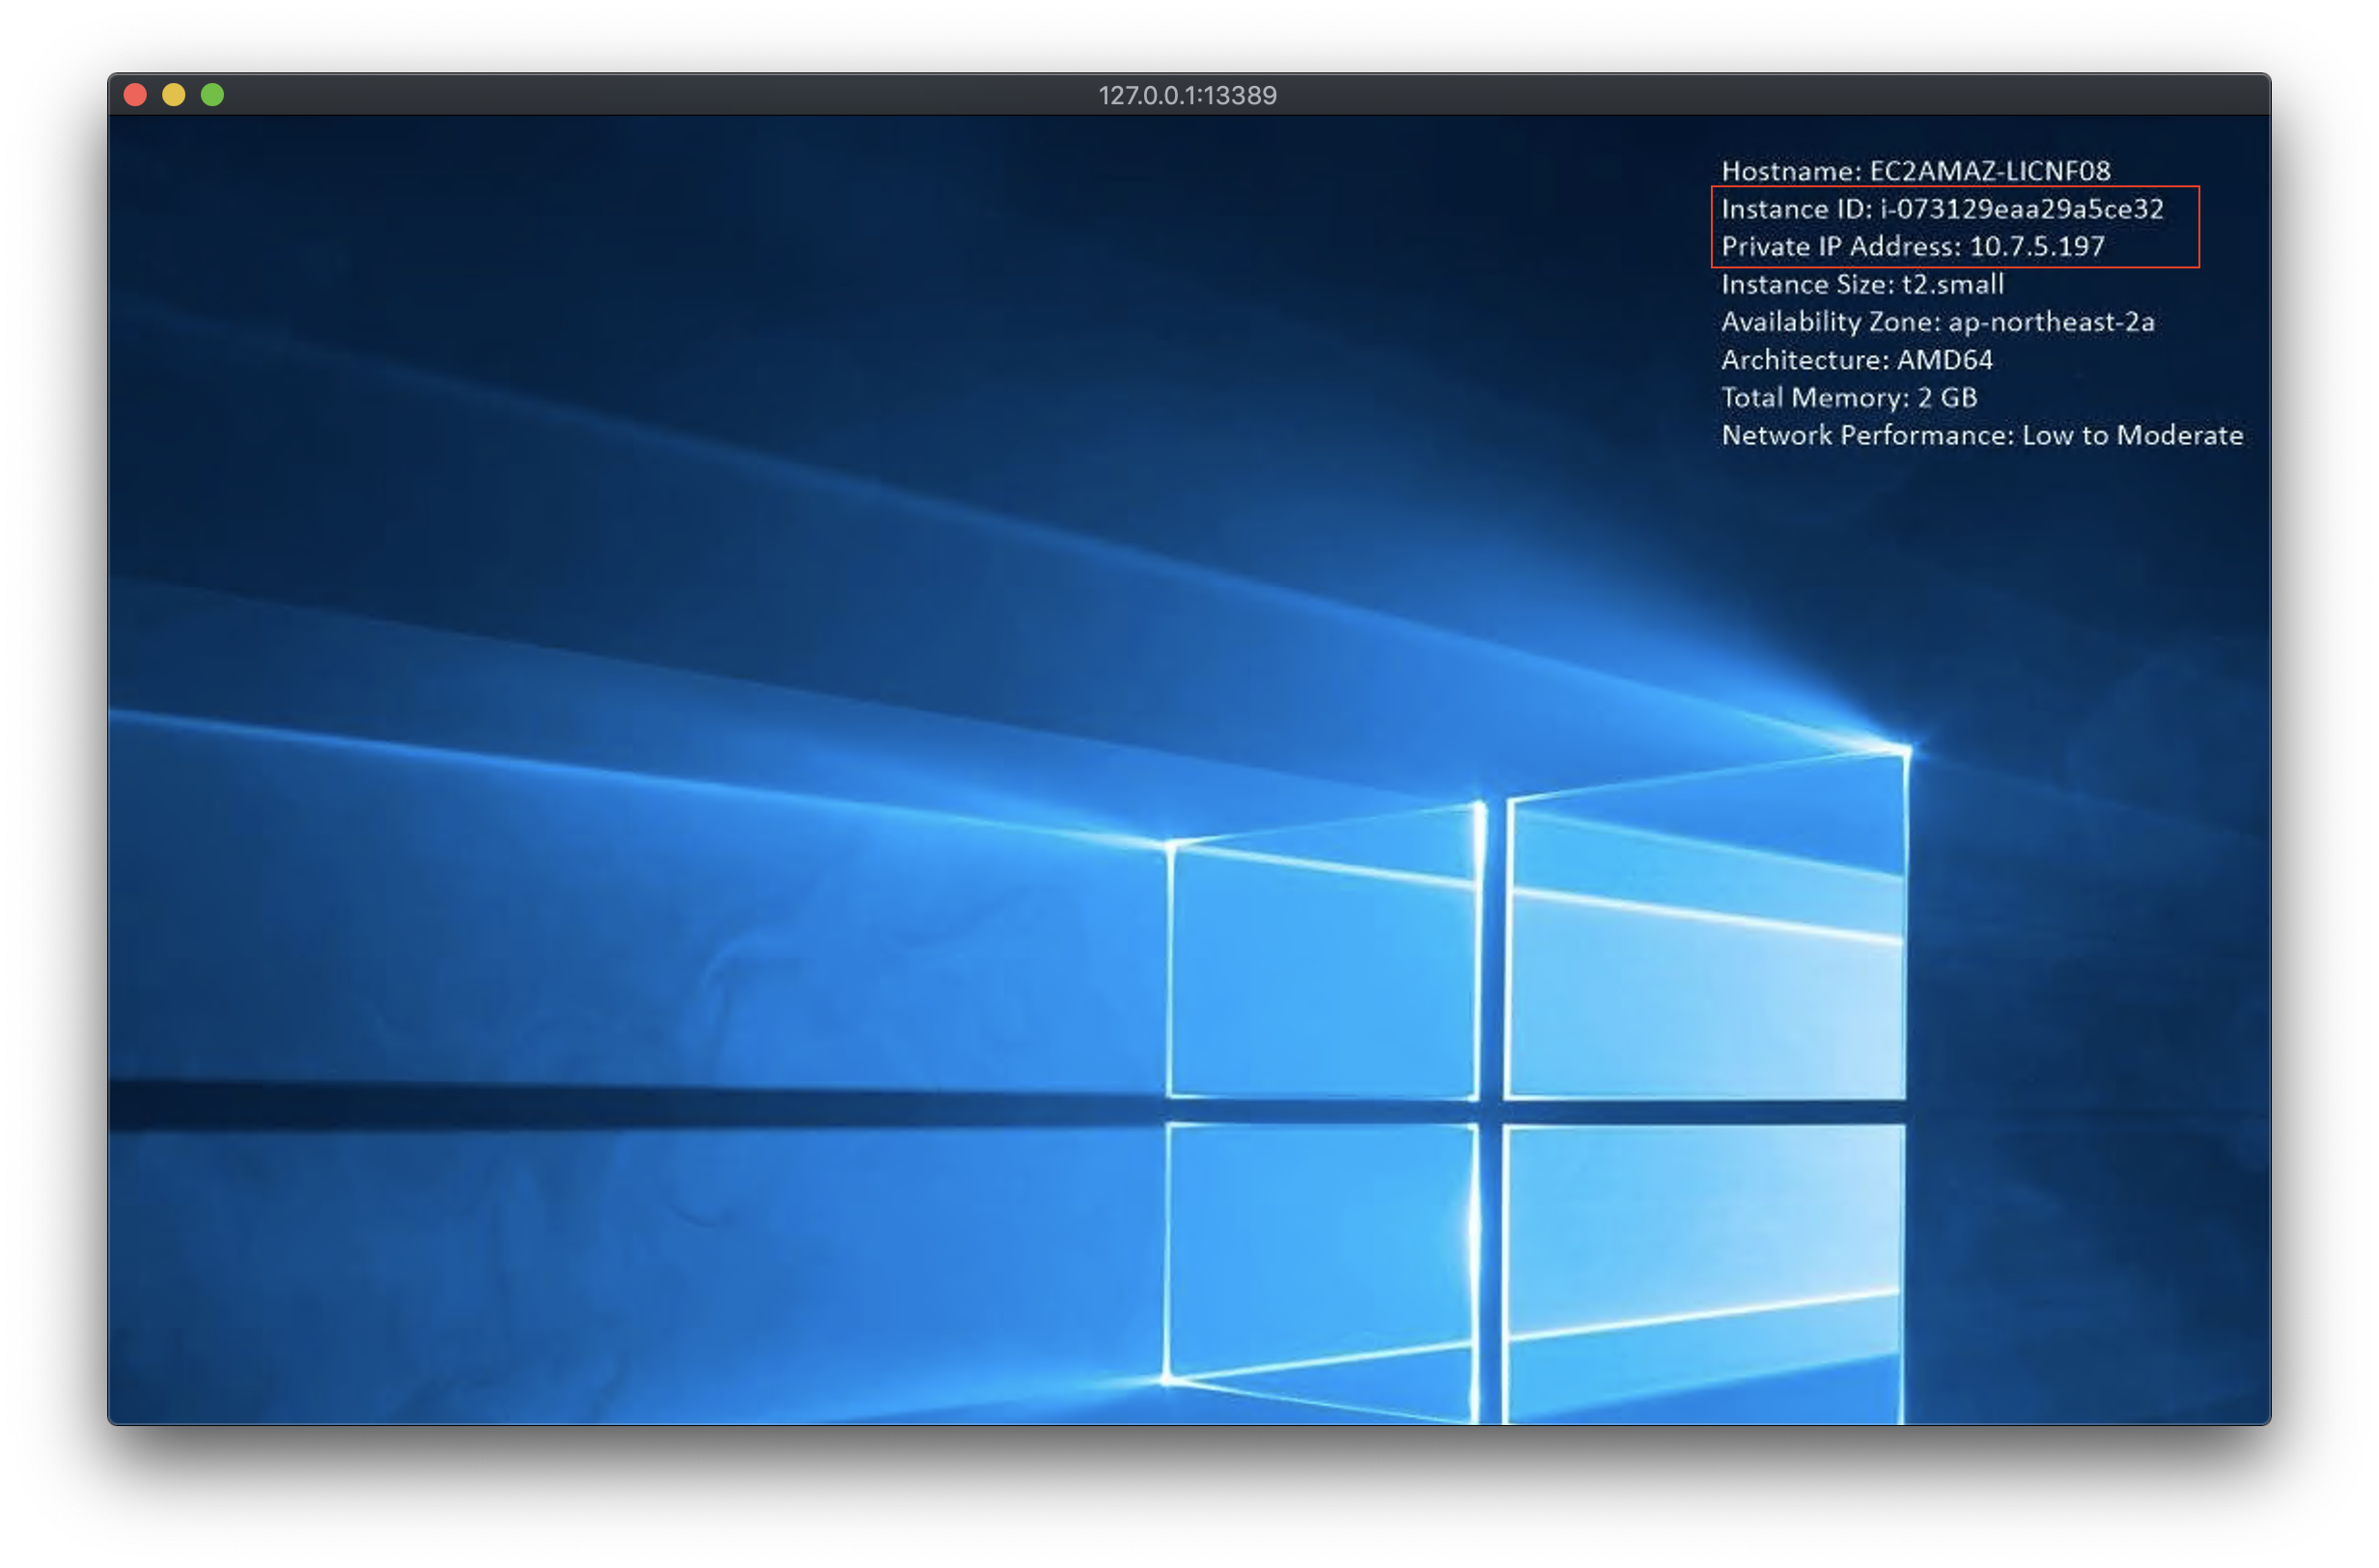 127.0.0.1:13389
Hostname: EC2AMAZ-LICNF08
Instance ID: i-073129eaa29a5ce32
Private IP Address: 10.7.5.197
Instance Size: t2.small
Availability Zone: ap-northeast-2a
Architecture: AMD64
Total Memory: 2 GB
Network Performance: Low to Moderate